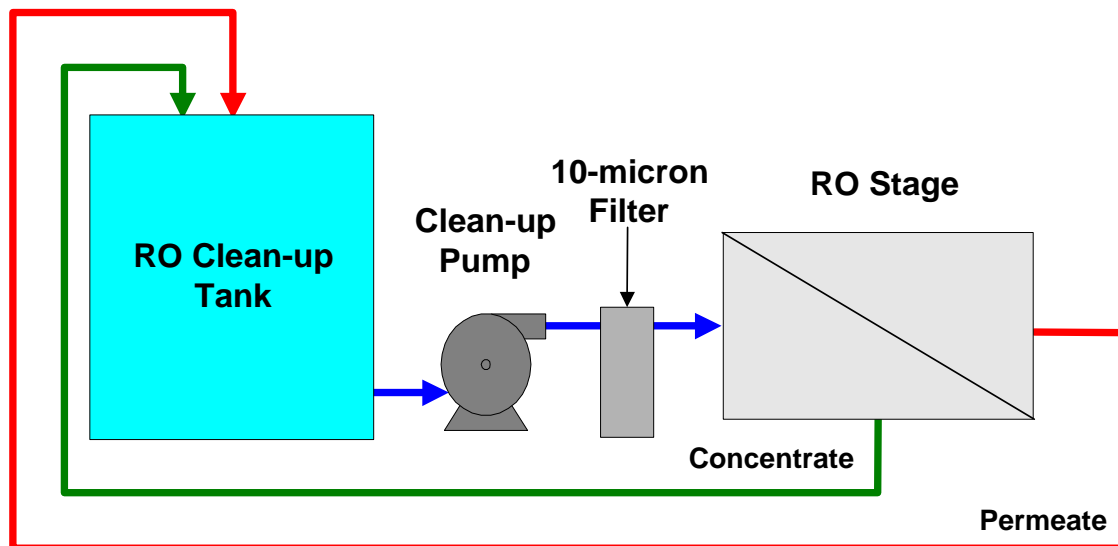 RO Clean-up
Tank
Clean-up
Pump
10-micron
Filter
RO Stage
Concentrate
Permeate